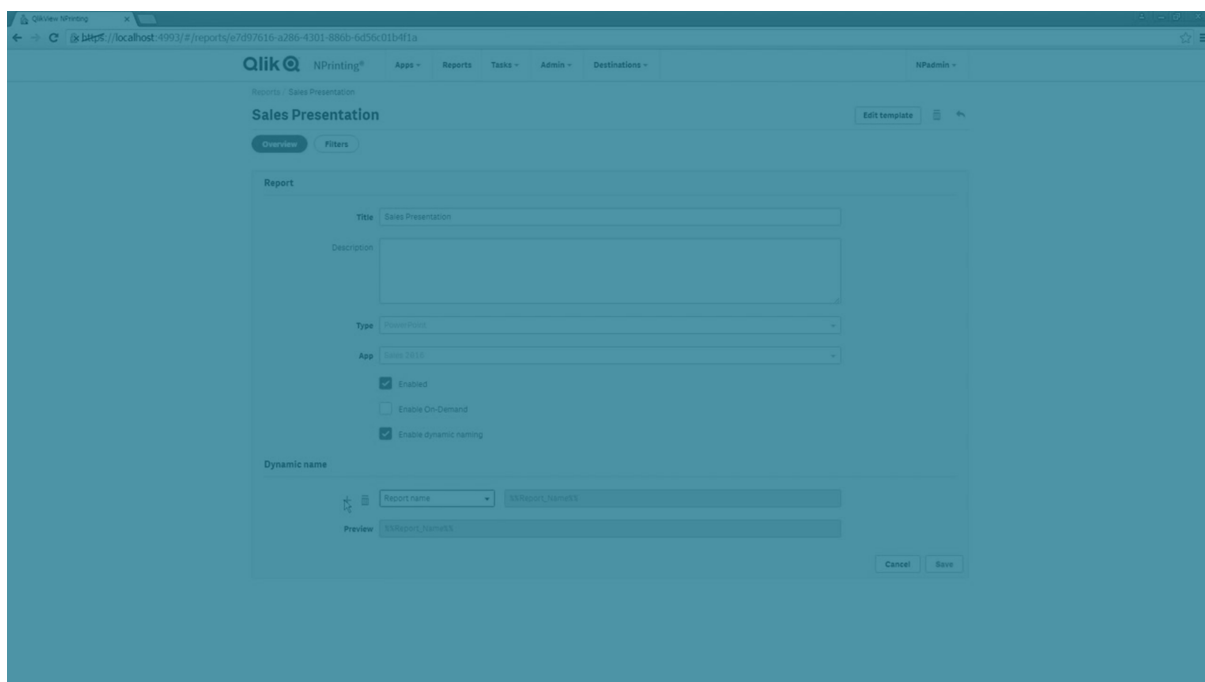 QlikView NPrinting
https://localhost:4993/#/reports/e7d97616-a286-4301-886b-6d56c01b4f1a
Qlik NPrinting® Apps Reports Tasks Admin Destinations NPadmin
Reports / Sales Presentation
Sales Presentation Edit template
Overview Filters
Report
Title Sales Presentation
Description
Type PowerPoint
App
Enabled
Enable On-Demand
Enable dynamic naming
Dynamic name
Report name %%Report_Name%%
Preview %%Report_Name%%
Cancel Save